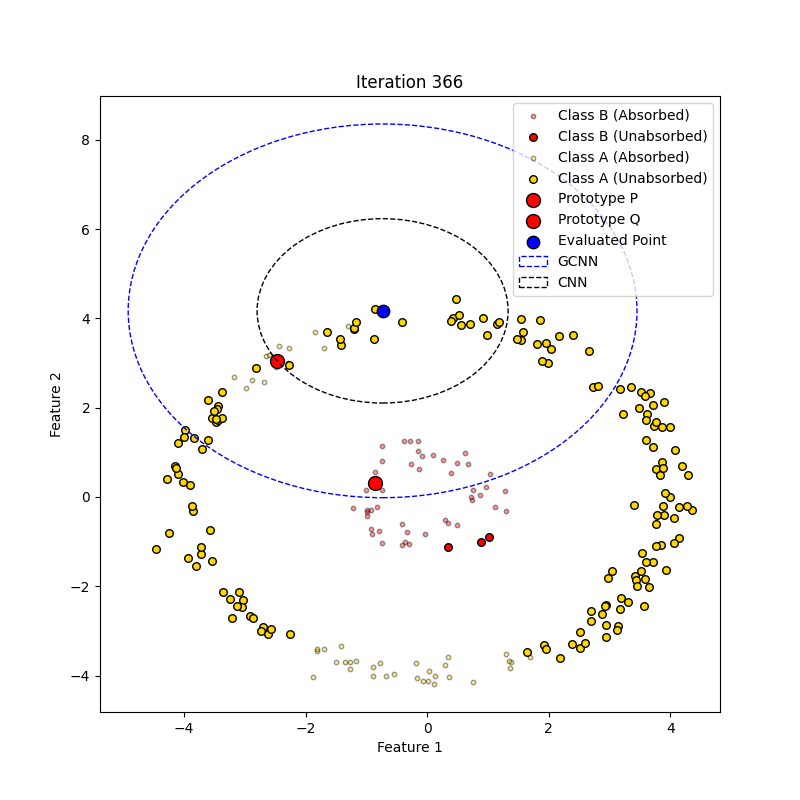 Iteration 366
Class B (Absorbed)
Class B (Unabsorbed)
Class A (Absorbed)
Class A (Unabsorbed)
Prototype P
Prototype Q
Evaluated Point
GCNN
CNN
8
6
4
2
0
−2
−4
Feature 2
−4 −2 0 2 4
Feature 1